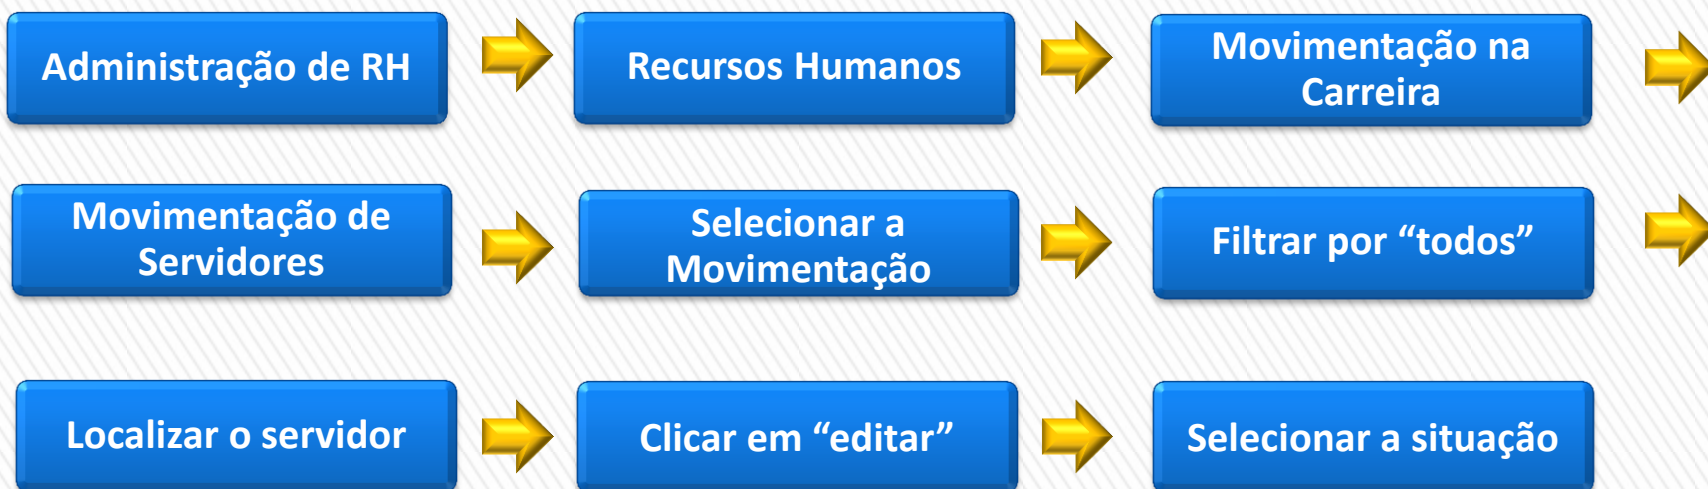 Administração de RH
Recursos Humanos
Movimentação na
Carreira
Movimentação de
Servidores
Selecionar a
Movimentação
Filtrar por “todos”
Localizar o servidor
Clicar em “editar”
Selecionar a situação